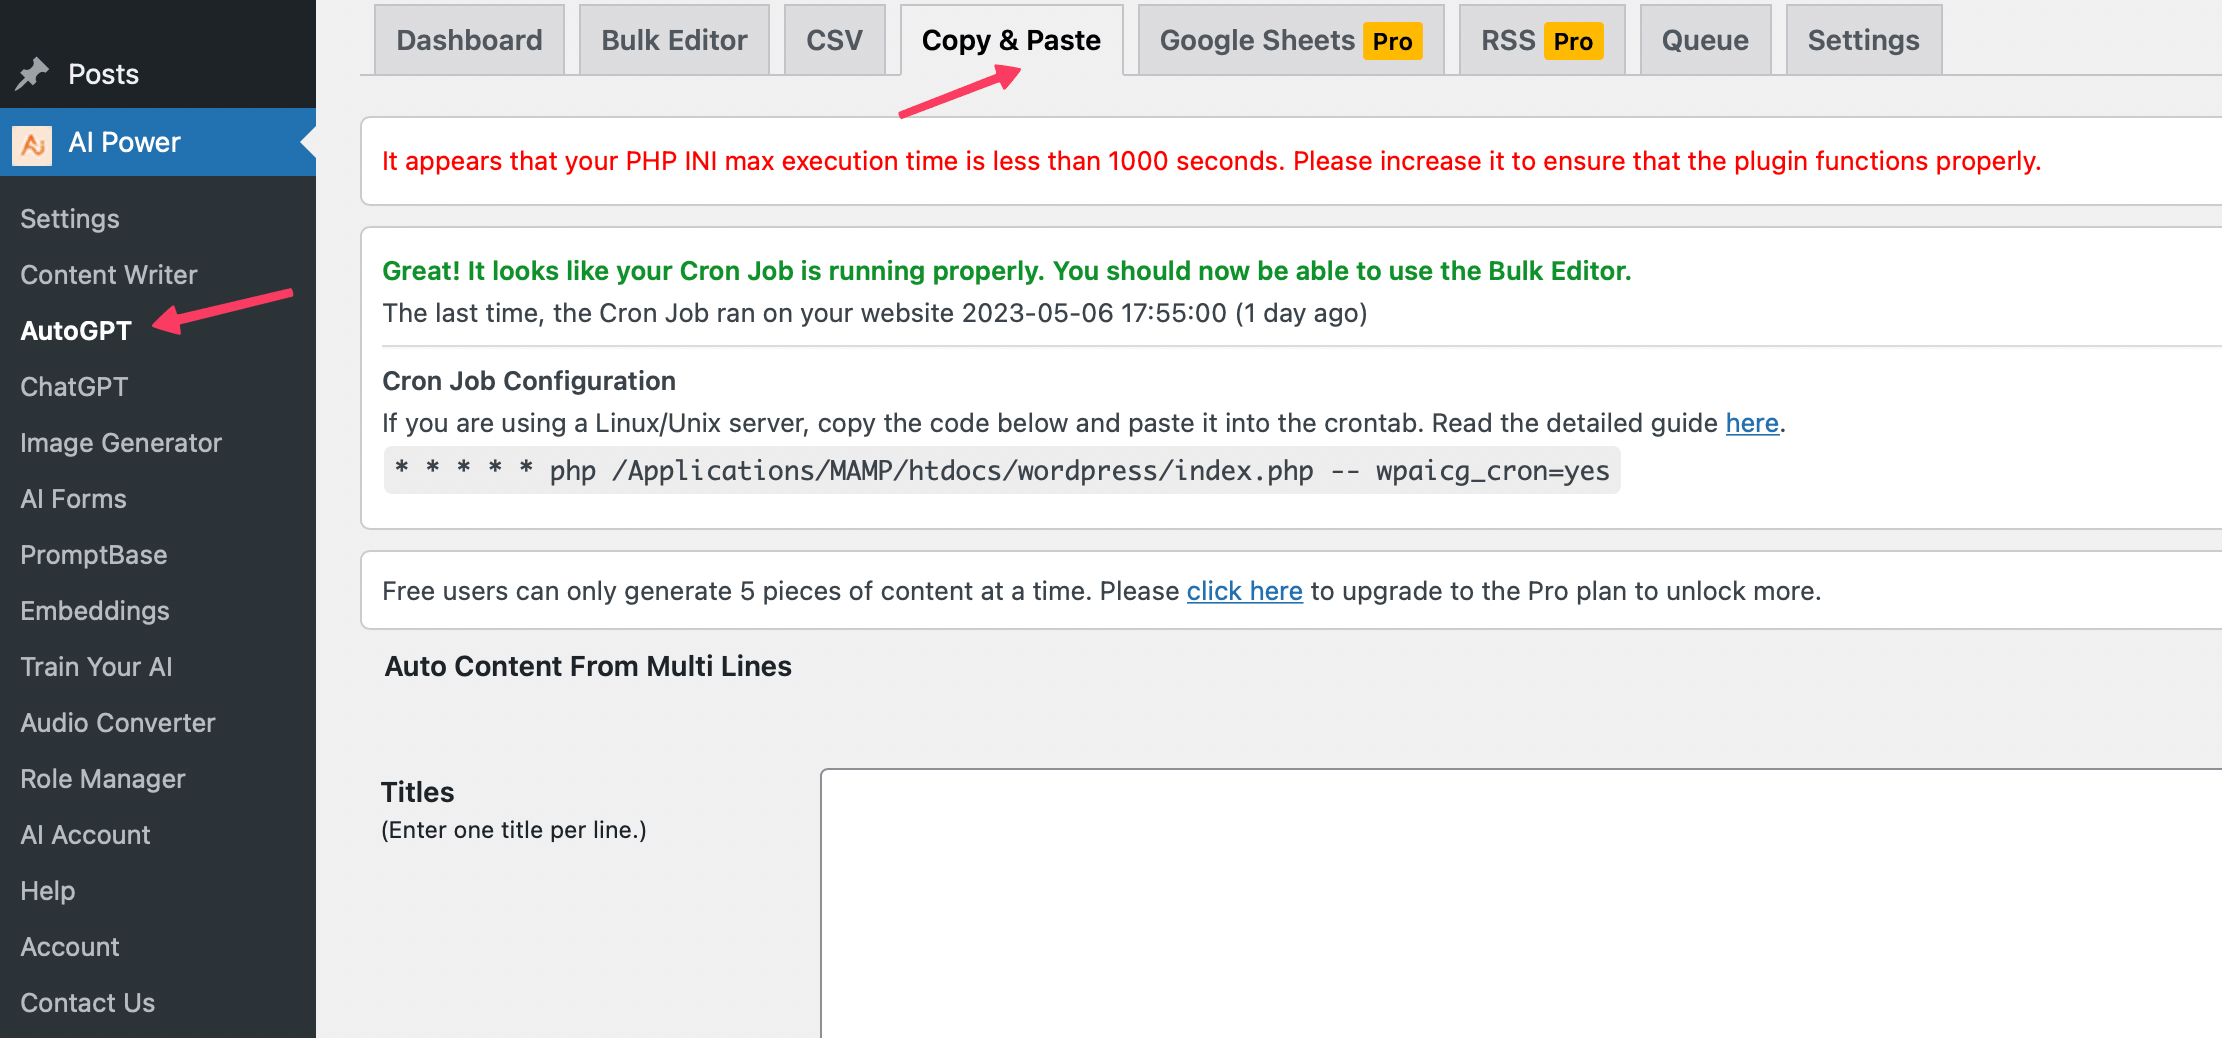 Posts
AI Power
Settings
Content Writer
AutoGPT
ChatGPT
Image Generator
AI Forms
PromptBase
Embeddings
Train Your AI
Audio Converter
Role Manager
AI Account
Help
Account
Contact Us
Dashboard Bulk Editor CSV Copy & Paste Google Sheets Pro RSS Pro Queue Settings
It appears that your PHP INI max execution time is less than 1000 seconds. Please increase it to ensure that the plugin functions properly.
Great! It looks like your Cron Job is running properly. You should now be able to use the Bulk Editor.
The last time, the Cron Job ran on your website 2023-05-06 17:55:00 (1 day ago)
Cron Job Configuration
If you are using a Linux/Unix server, copy the code below and paste it into the crontab. Read the detailed guide here.
* * * * * php /Applications/MAMP/htdocs/wordpress/index.php -- wpaicg_cron=yes
Free users can only generate 5 pieces of content at a time. Please click here to upgrade to the Pro plan to unlock more.
Auto Content From Multi Lines
Titles
(Enter one title per line.)